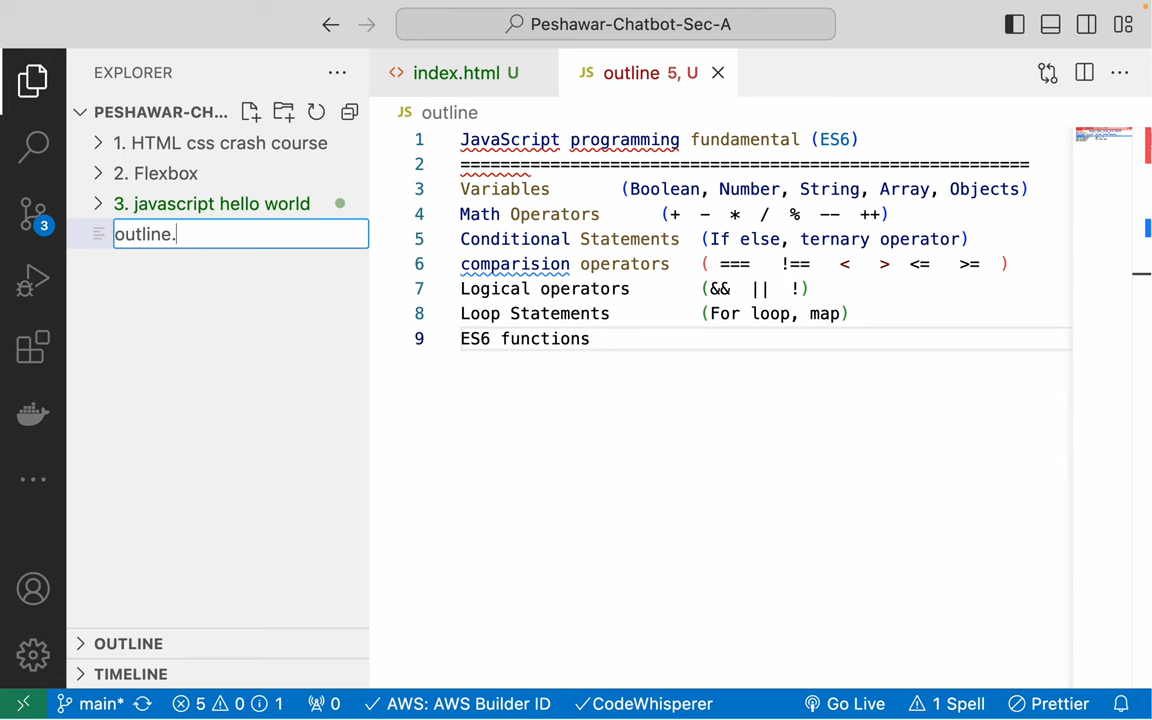 Peshawar-Chatbot-Sec-A
EXPLORER
PESHAWAR-CH...
1. HTML css crash course
2. Flexbox
3. javascript hello world
outline.
OUTLINE
TIMELINE
3
<> index.html U
JS outline 5, U
JS outline
1 JavaScript programming fundamental (ES6)
2 =========================================================
3 Variables (Boolean, Number, String, Array, Objects)
4 Math Operators (+ - * / % -- ++)
5 Conditional Statements (If else, ternary operator)
6 comparision operators ( === !== < > <= >= )
7 Logical operators (&& || !)
8 Loop Statements (For loop, map)
9 ES6 functions
main* 5 0 1 0 AWS: AWS Builder ID CodeWhisperer Go Live 1 Spell Prettier